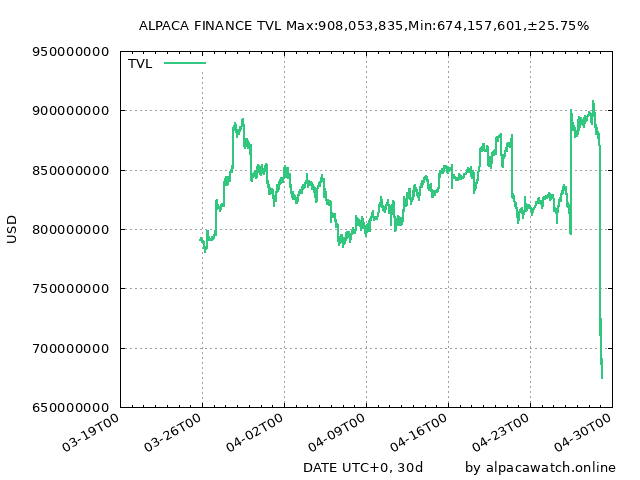 ALPACA FINANCE TVL Max:908,053,835,Min:674,157,601,±25.75%
950000000
TVL
900000000
850000000
800000000
USD
750000000
700000000
650000000
03-19T00 03-26T00 04-02T00 04-09T00 04-16T00 04-23T00 04-30T00
DATE UTC+0, 30d by alpacawatch.online